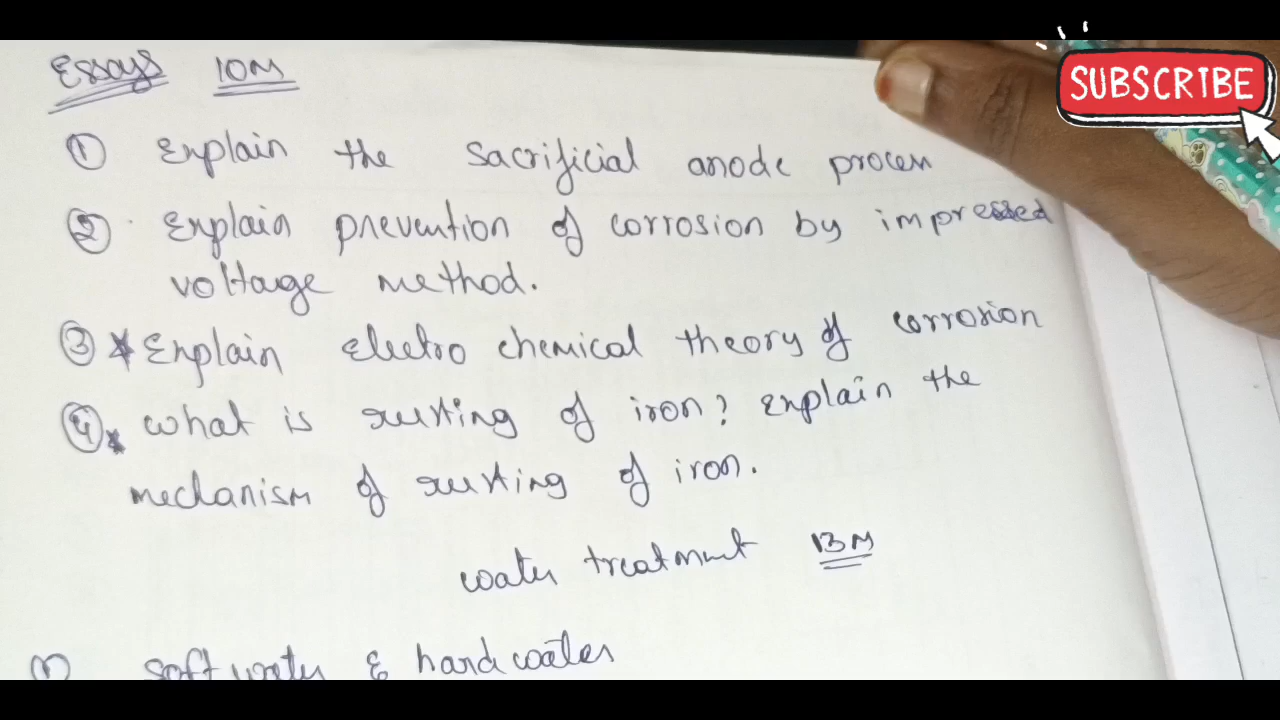 Essays 10M
SUBSCRIBE
① Explain the sacrificial anode process
② Explain prevention of corrosion by impressed
voltage method.
③ * Explain Electro chemical theory of corrosion
④ * what is rusting of iron? Explain the
mechanism of rusting of iron.
water treatment 13M
① soft water & hard water